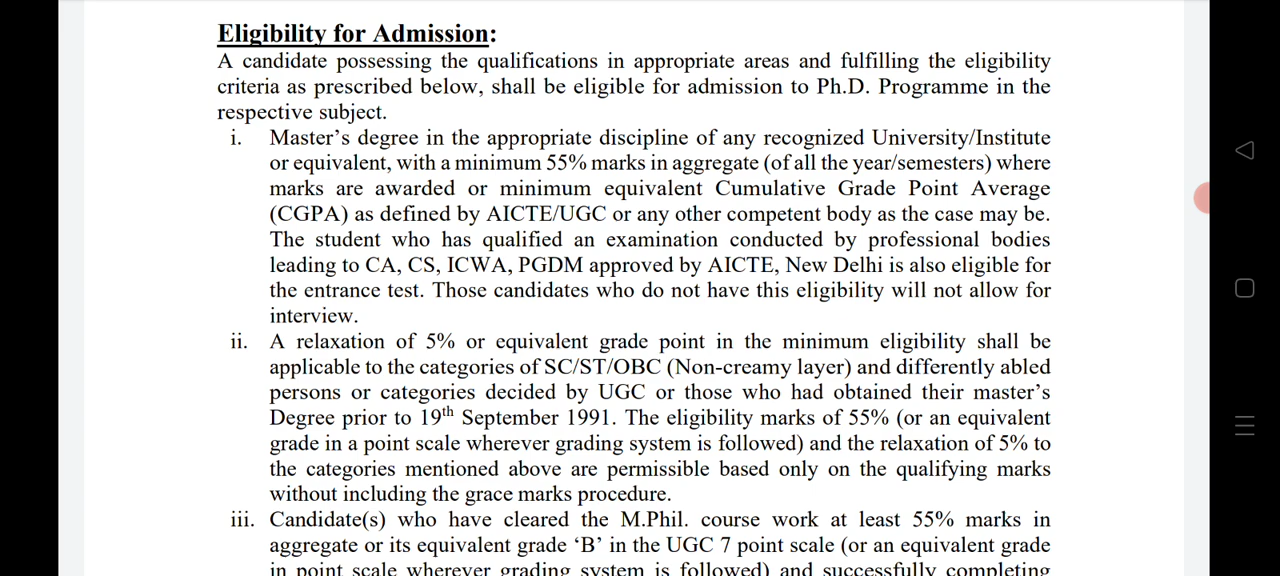 Eligibility for Admission:
A candidate possessing the qualifications in appropriate areas and fulfilling the eligibility
criteria as prescribed below, shall be eligible for admission to Ph.D. Programme in the
respective subject.
i. Master’s degree in the appropriate discipline of any recognized University/Institute
or equivalent, with a minimum 55% marks in aggregate (of all the year/semesters) where
marks are awarded or minimum equivalent Cumulative Grade Point Average
(CGPA) as defined by AICTE/UGC or any other competent body as the case may be.
The student who has qualified an examination conducted by professional bodies
leading to CA, CS, ICWA, PGDM approved by AICTE, New Delhi is also eligible for
the entrance test. Those candidates who do not have this eligibility will not allow for
interview.
ii. A relaxation of 5% or equivalent grade point in the minimum eligibility shall be
applicable to the categories of SC/ST/OBC (Non-creamy layer) and differently abled
persons or categories decided by UGC or those who had obtained their master’s
Degree prior to 19th September 1991. The eligibility marks of 55% (or an equivalent
grade in a point scale wherever grading system is followed) and the relaxation of 5% to
the categories mentioned above are permissible based only on the qualifying marks
without including the grace marks procedure.
iii. Candidate(s) who have cleared the M.Phil. course work at least 55% marks in
aggregate or its equivalent grade ‘B’ in the UGC 7 point scale (or an equivalent grade
in point scale wherever grading system is followed) and successfully completing